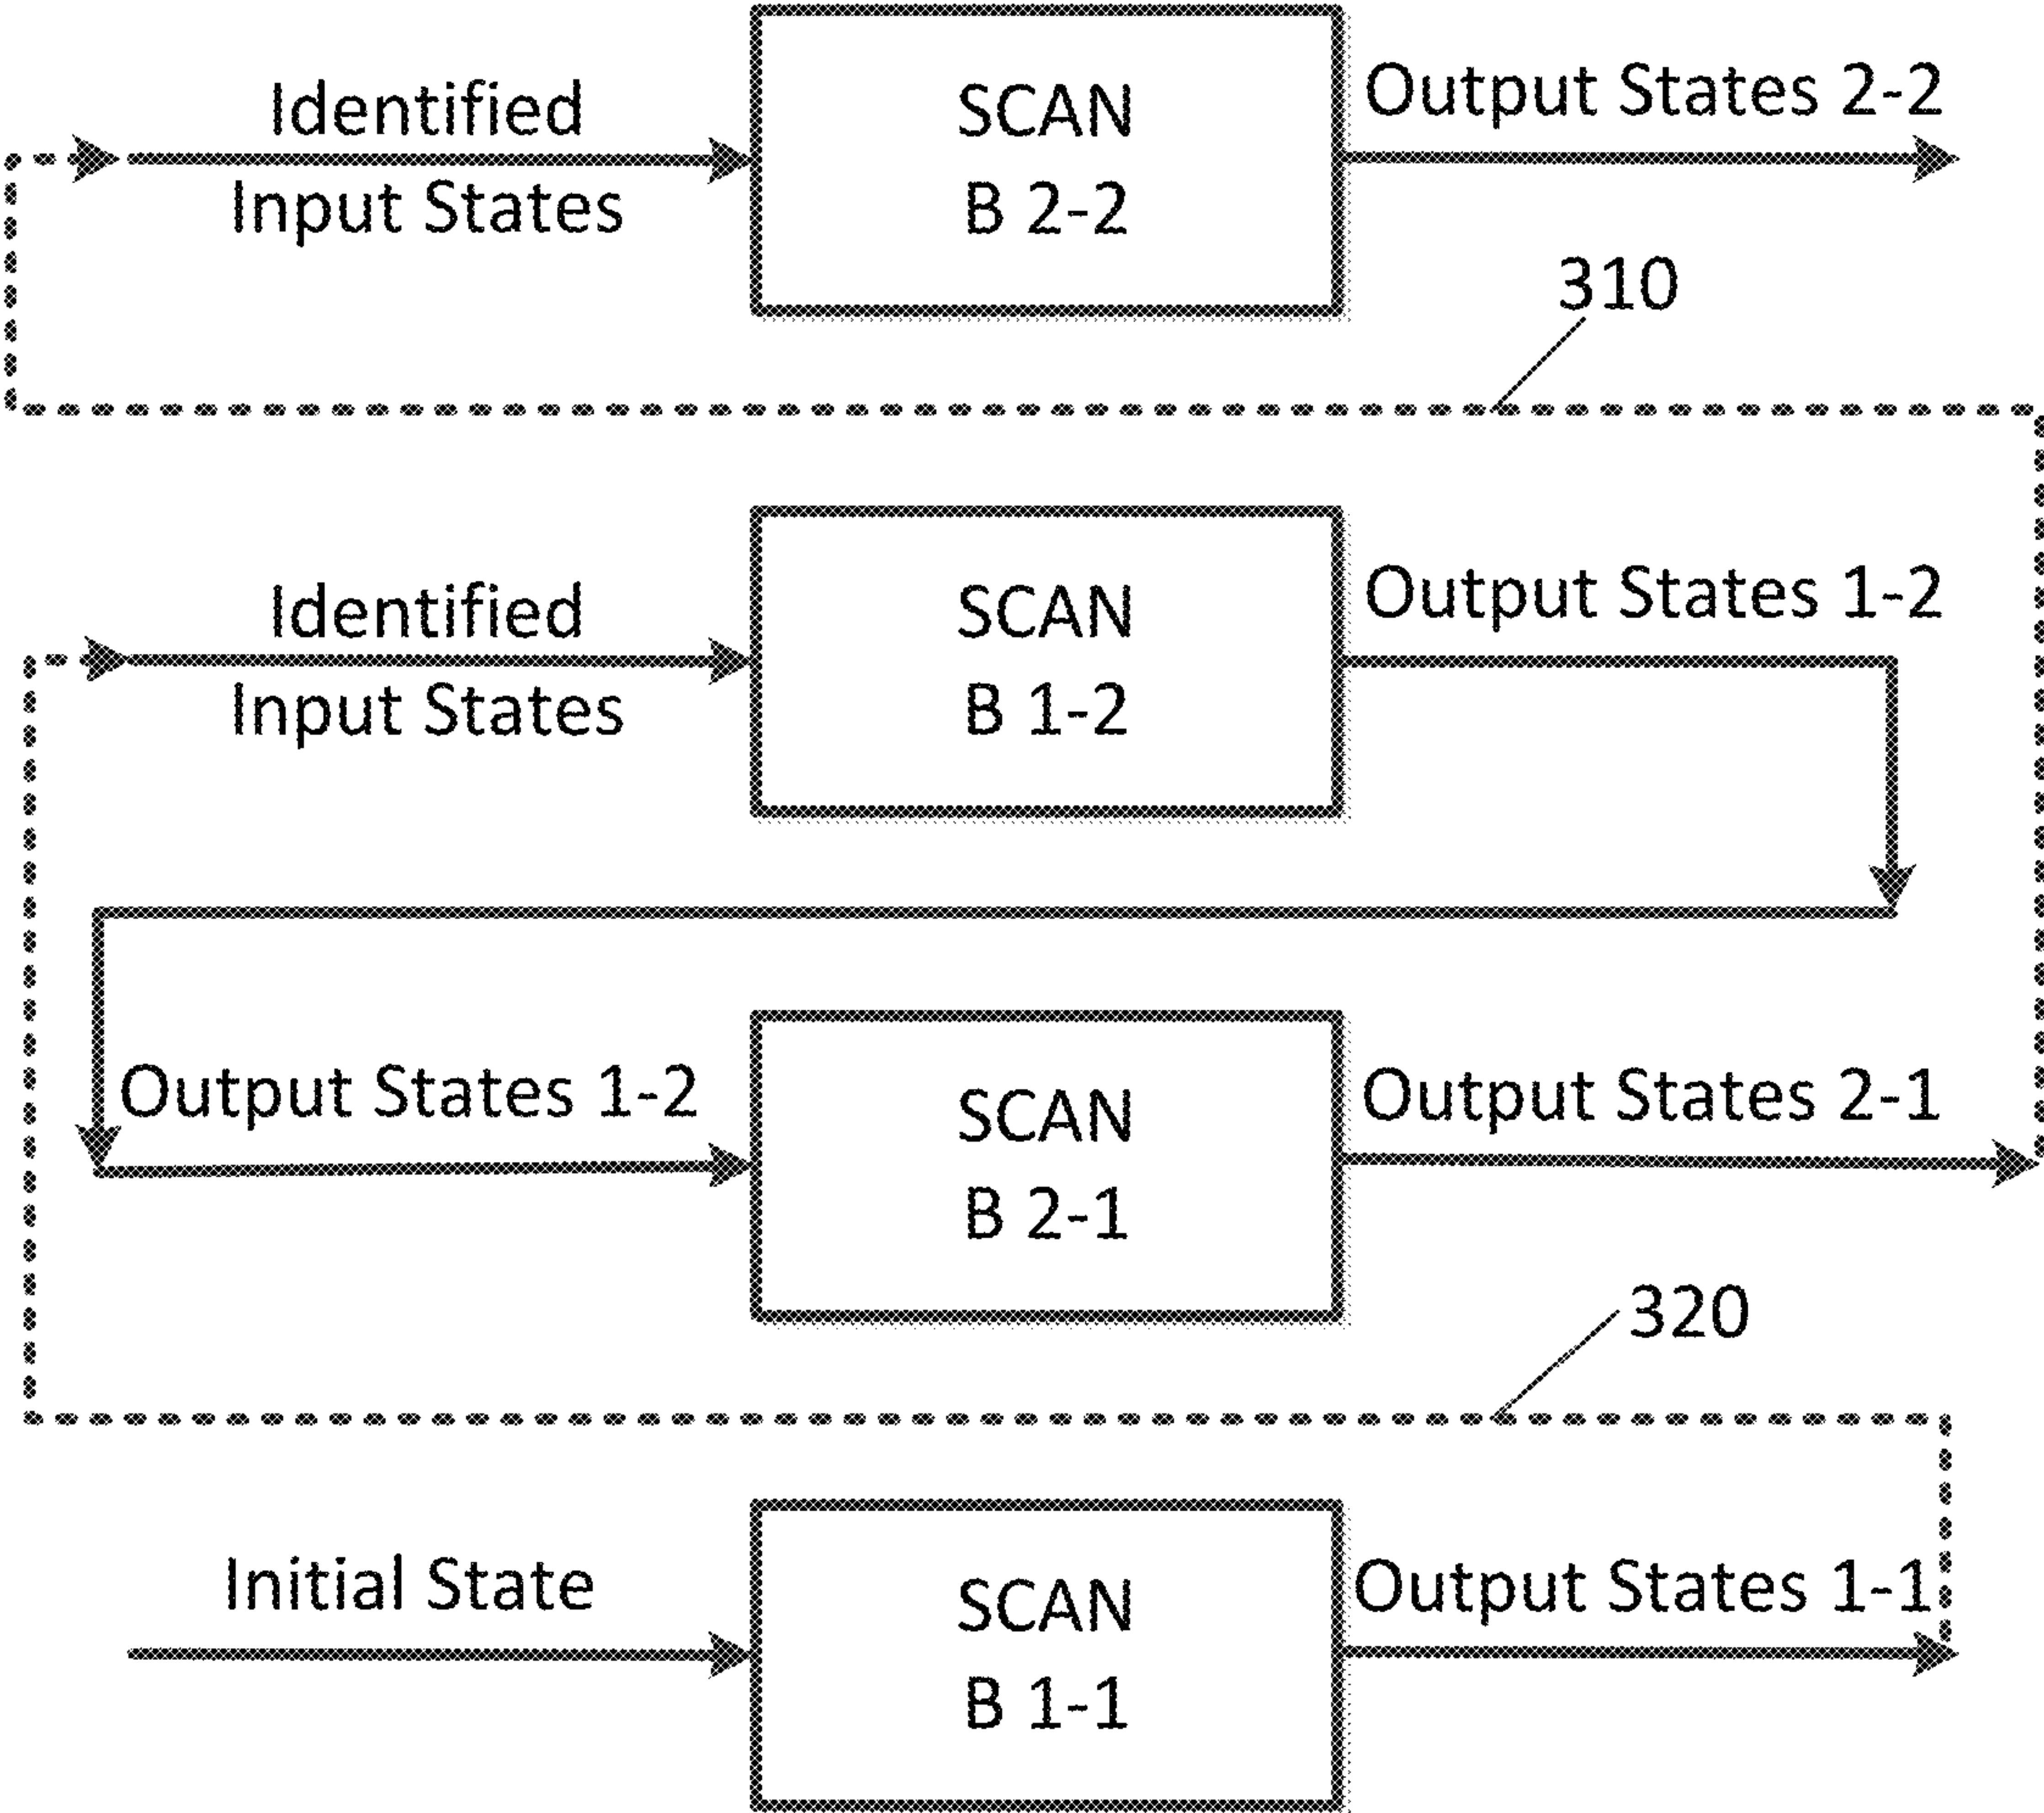 Identified
Input States
SCAN
B 2-2
Output States 2-2
310
Identified
Input States
SCAN
B 1-2
Output States 1-2
Output States 1-2
SCAN
B 2-1
Output States 2-1
320
Initial State
SCAN
B 1-1
Output States 1-1